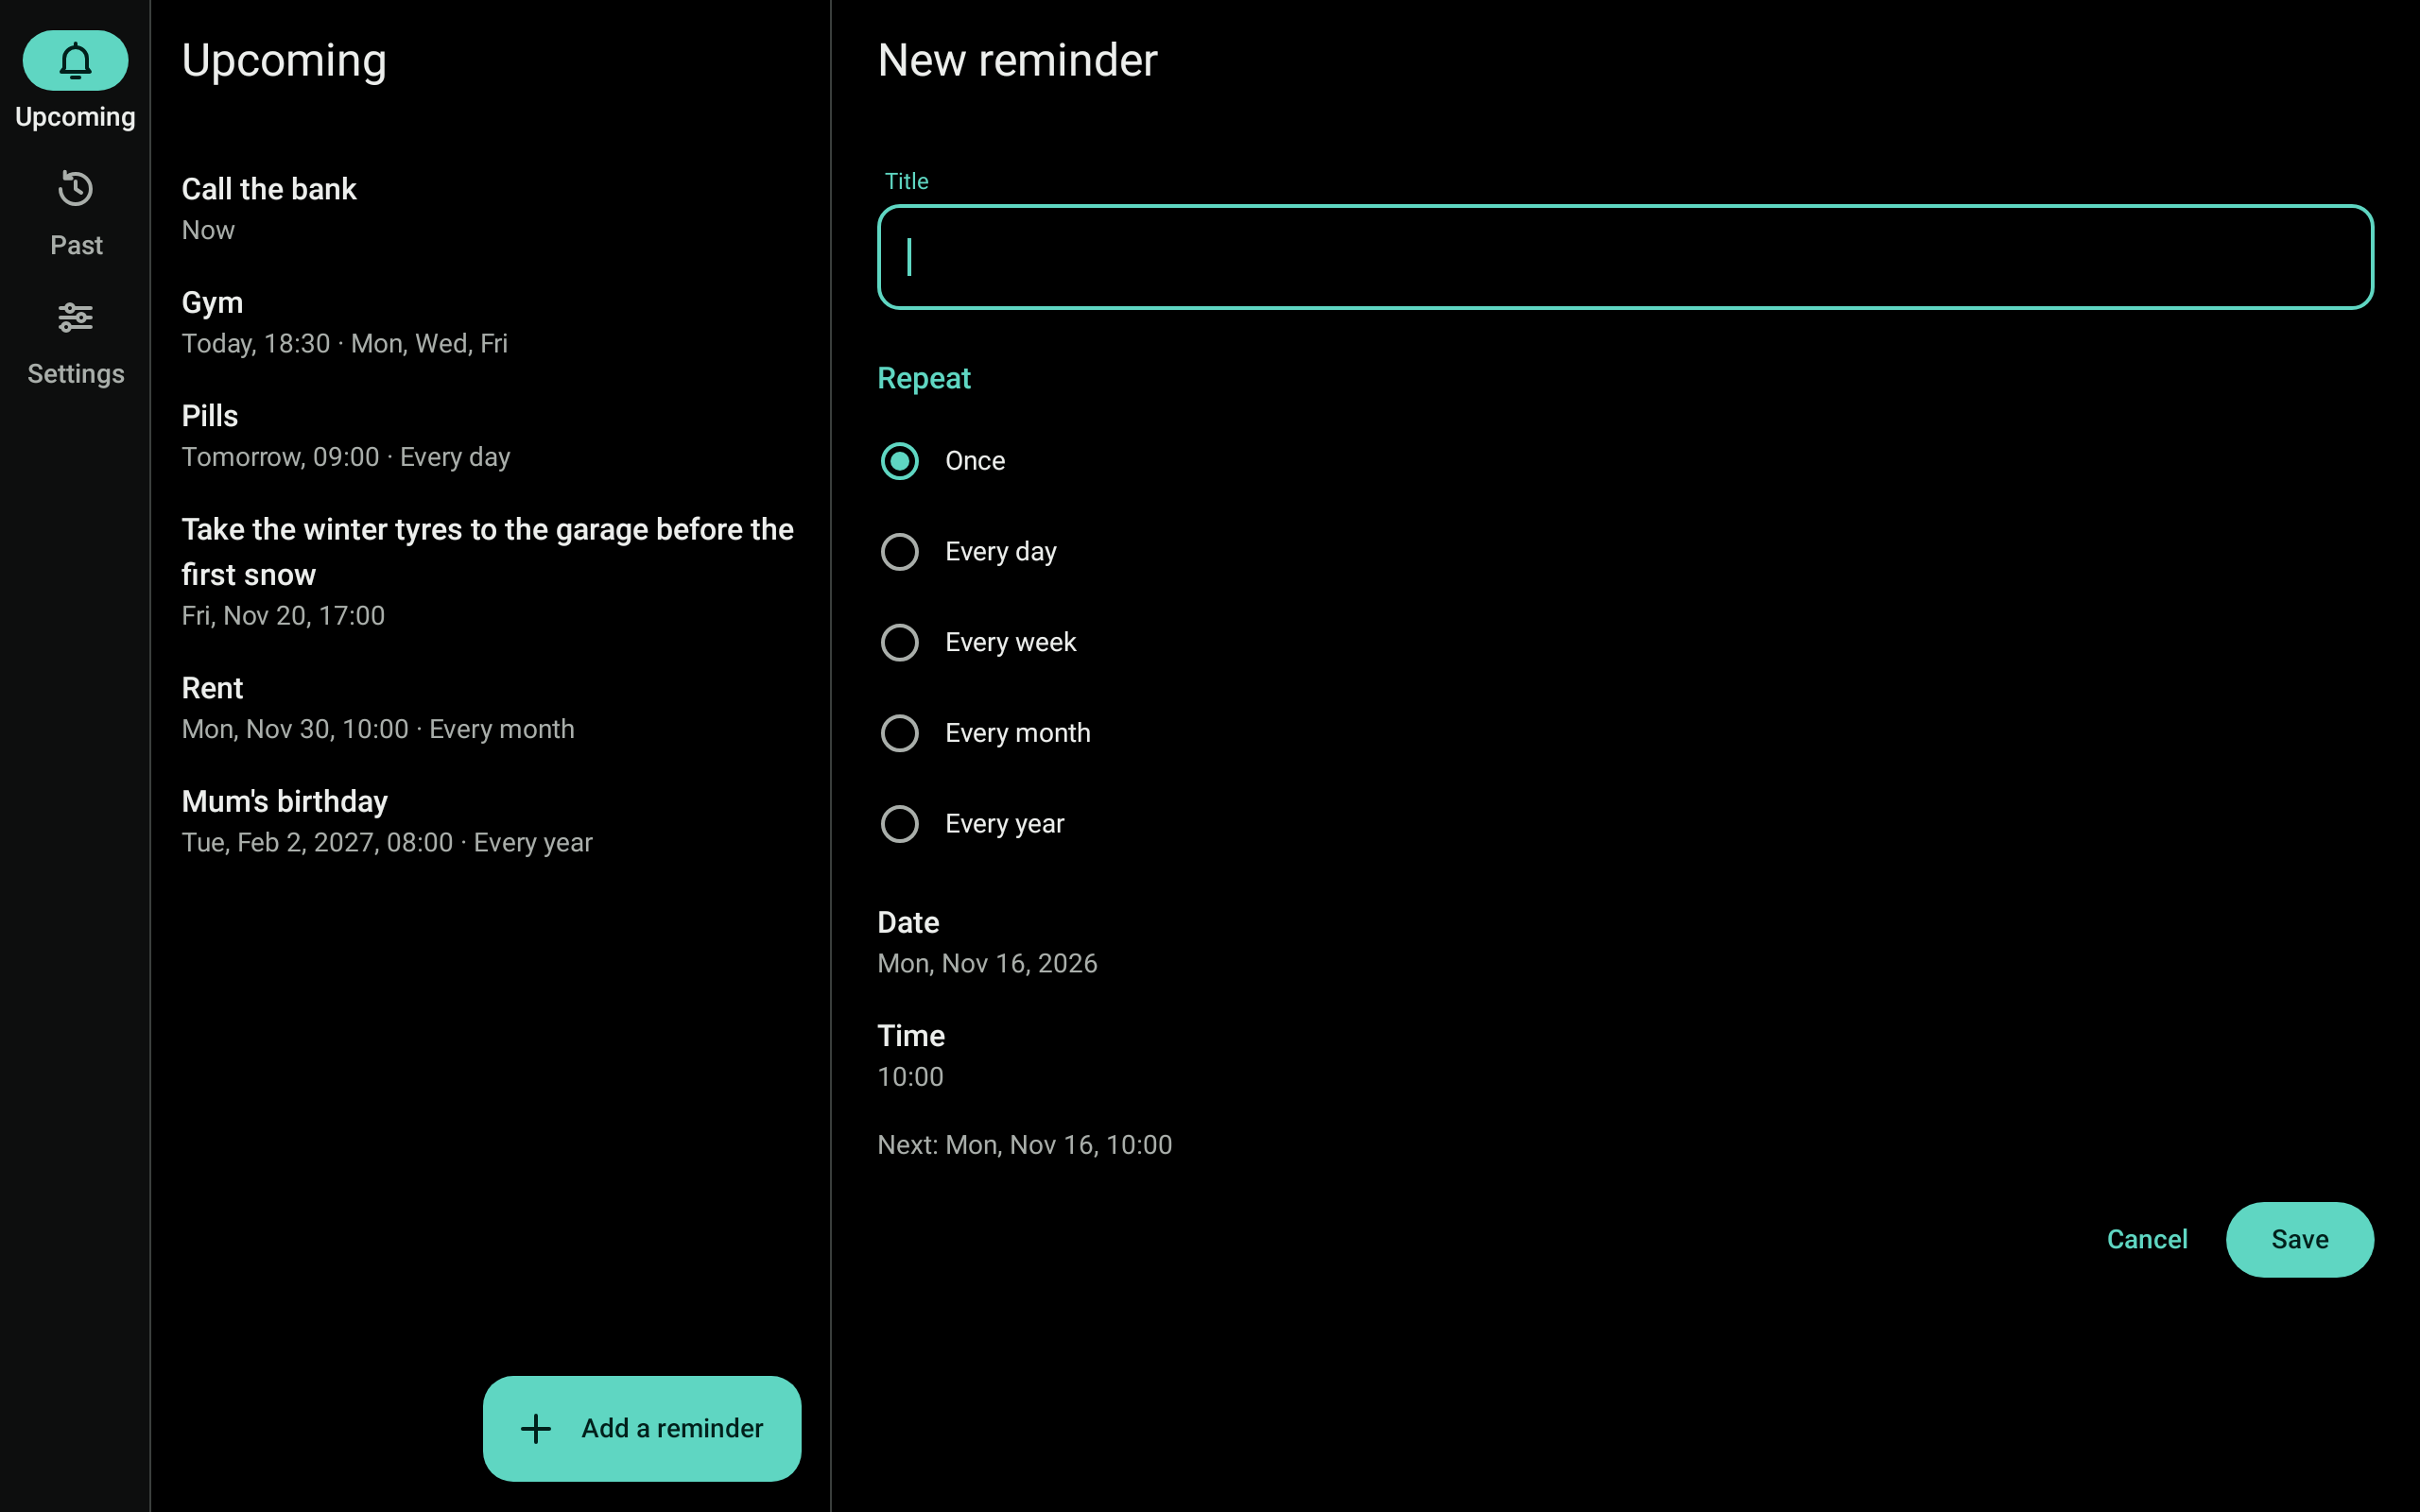 Upcoming
Past
Settings
Upcoming
Call the bank
Now
Gym
Today, 18:30 · Mon, Wed, Fri
Pills
Tomorrow, 09:00 · Every day
Take the winter tyres to the garage before the
first snow
Fri, Nov 20, 17:00
Rent
Mon, Nov 30, 10:00 · Every month
Mum's birthday
Tue, Feb 2, 2027, 08:00 · Every year
Add a reminder
New reminder
Title
Repeat
Once
Every day
Every week
Every month
Every year
Date
Mon, Nov 16, 2026
Time
10:00
Next: Mon, Nov 16, 10:00
Cancel
Save